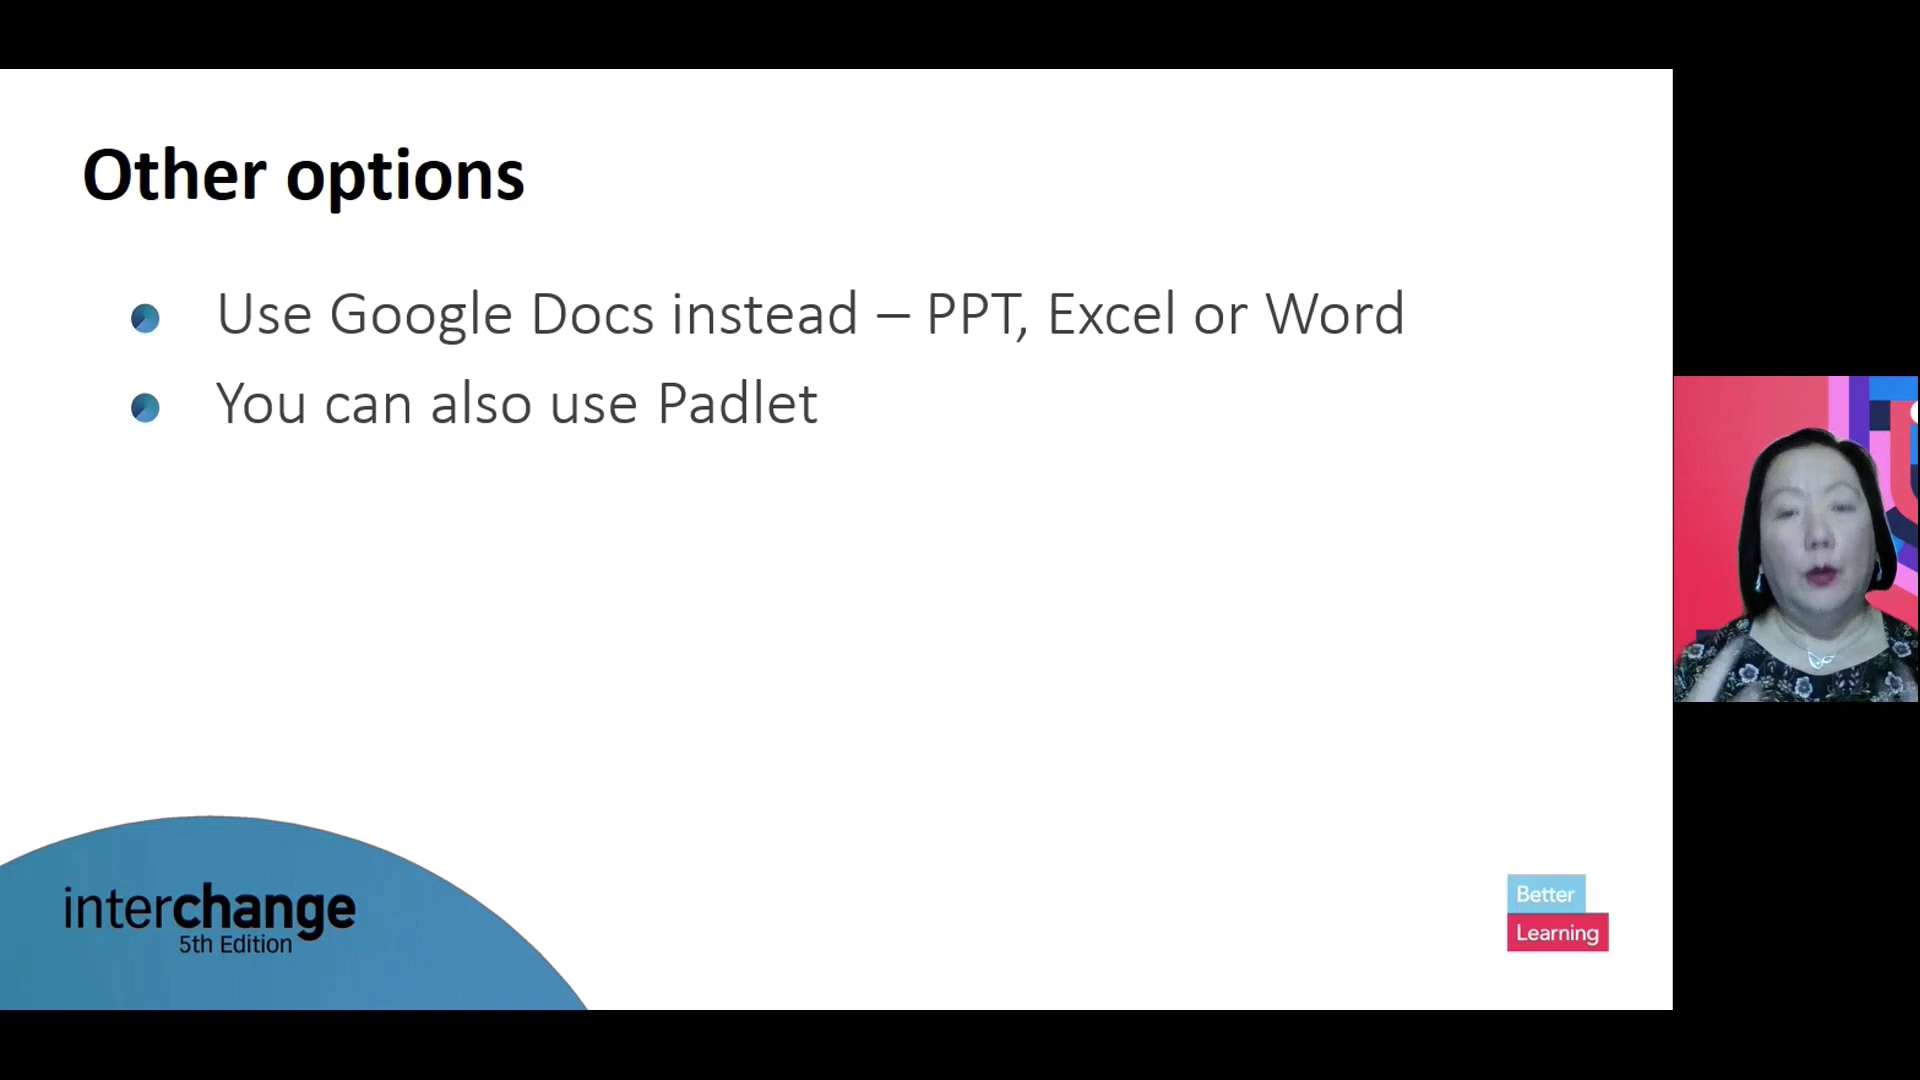 Other options
Use Google Docs instead – PPT, Excel or Word
You can also use Padlet
interchange
5th Edition
Better
Learning